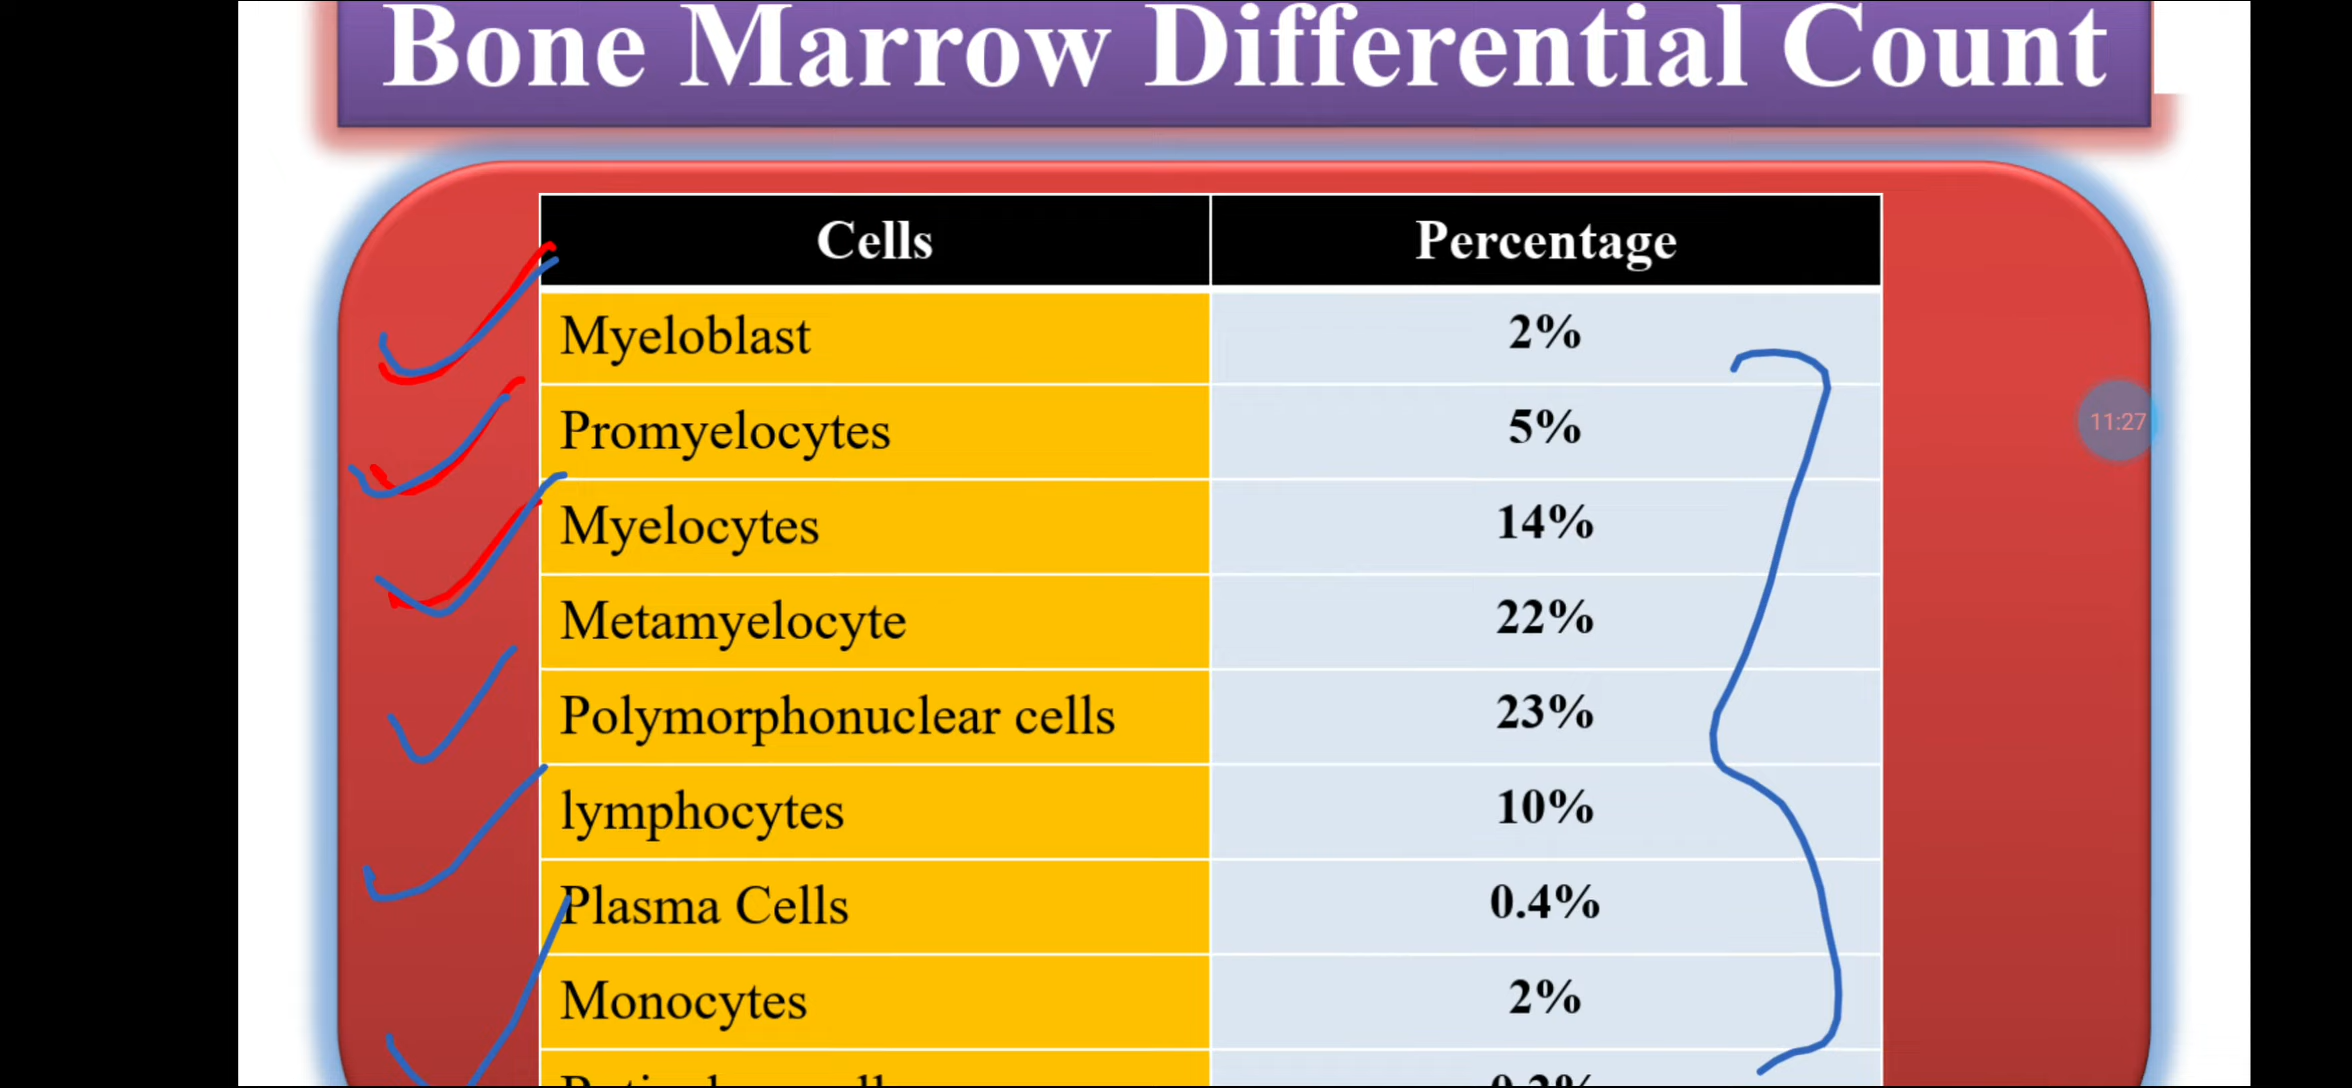 Bone Marrow Differential Count
Cells Percentage
Myeloblast 2%
Promyelocytes 5%
Myelocytes 14%
Metamyelocyte 22%
Polymorphonuclear cells 23%
lymphocytes 10%
Plasma Cells 0.4%
Monocytes 2%
11:27